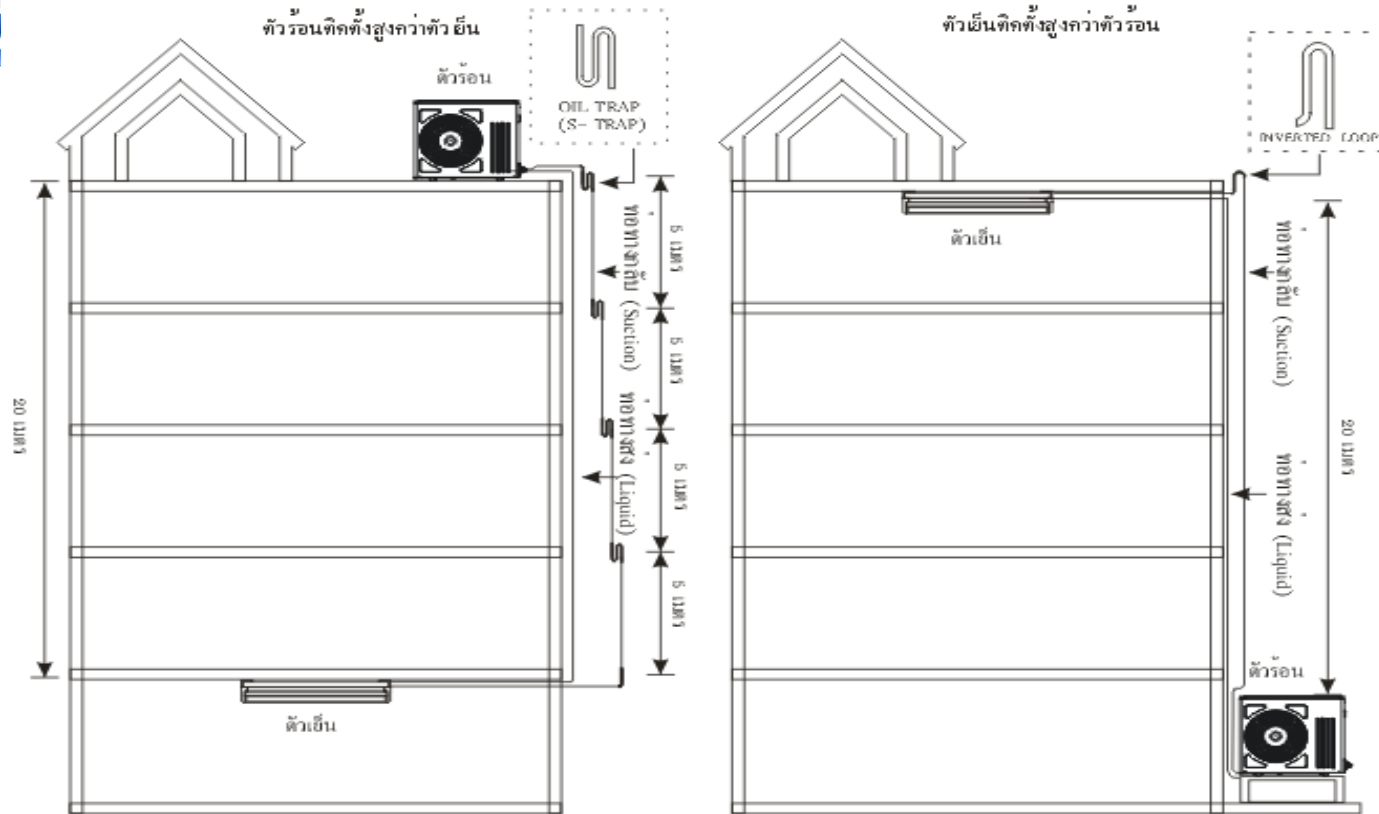 ตัวร้อนติดตั้งสูงกว่าตัวเย็น
ตัวร้อน
OIL TRAP
(S- TRAP)
20 เมตร
ท่อทางกลับ (Suction)
ท่อทางส่ง (Liquid)
5 เมตร
5 เมตร
5 เมตร
5 เมตร
ตัวเย็น
ตัวเย็นติดตั้งสูงกว่าตัวร้อน
INVERTED LOOP
ตัวเย็น
ท่อทางกลับ (Suction)
ท่อทางส่ง (Liquid)
20 เมตร
ตัวร้อน